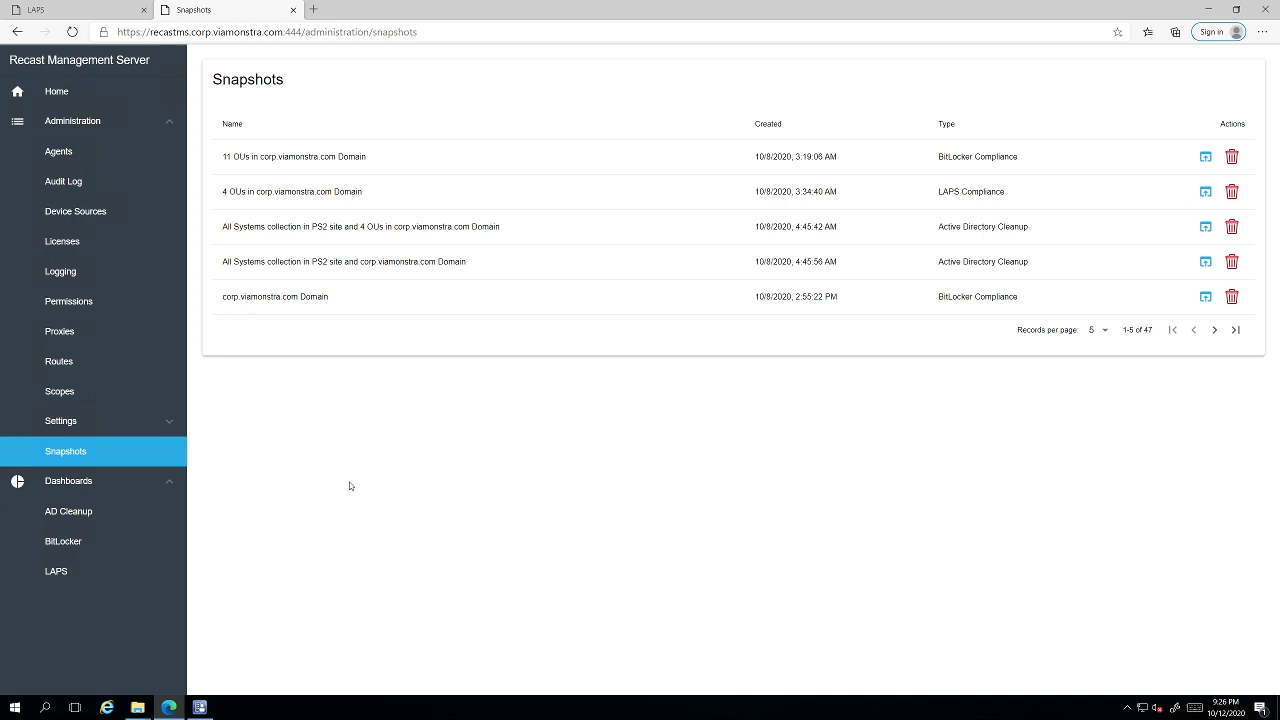 LAPS
Snapshots
https://recastms.corp.viamonstra.com:444/administration/snapshots
Sign in
Recast Management Server
Home
Administration
Agents
Audit Log
Device Sources
Licenses
Logging
Permissions
Proxies
Routes
Scopes
Settings
Snapshots
Dashboards
AD Cleanup
BitLocker
LAPS
Snapshots
Name Created Type Actions
11 OUs in corp.viamonstra.com Domain 10/8/2020, 3:19:06 AM BitLocker Compliance
4 OUs in corp.viamonstra.com Domain 10/8/2020, 3:34:40 AM LAPS Compliance
All Systems collection in PS2 site and 4 OUs in corp.viamonstra.com Domain 10/8/2020, 4:45:42 AM Active Directory Cleanup
All Systems collection in PS2 site and corp.viamonstra.com Domain 10/8/2020, 4:45:56 AM Active Directory Cleanup
corp.viamonstra.com Domain 10/8/2020, 2:55:22 PM BitLocker Compliance
Records per page: 5 1-5 of 47
9:26 PM
10/12/2020
1